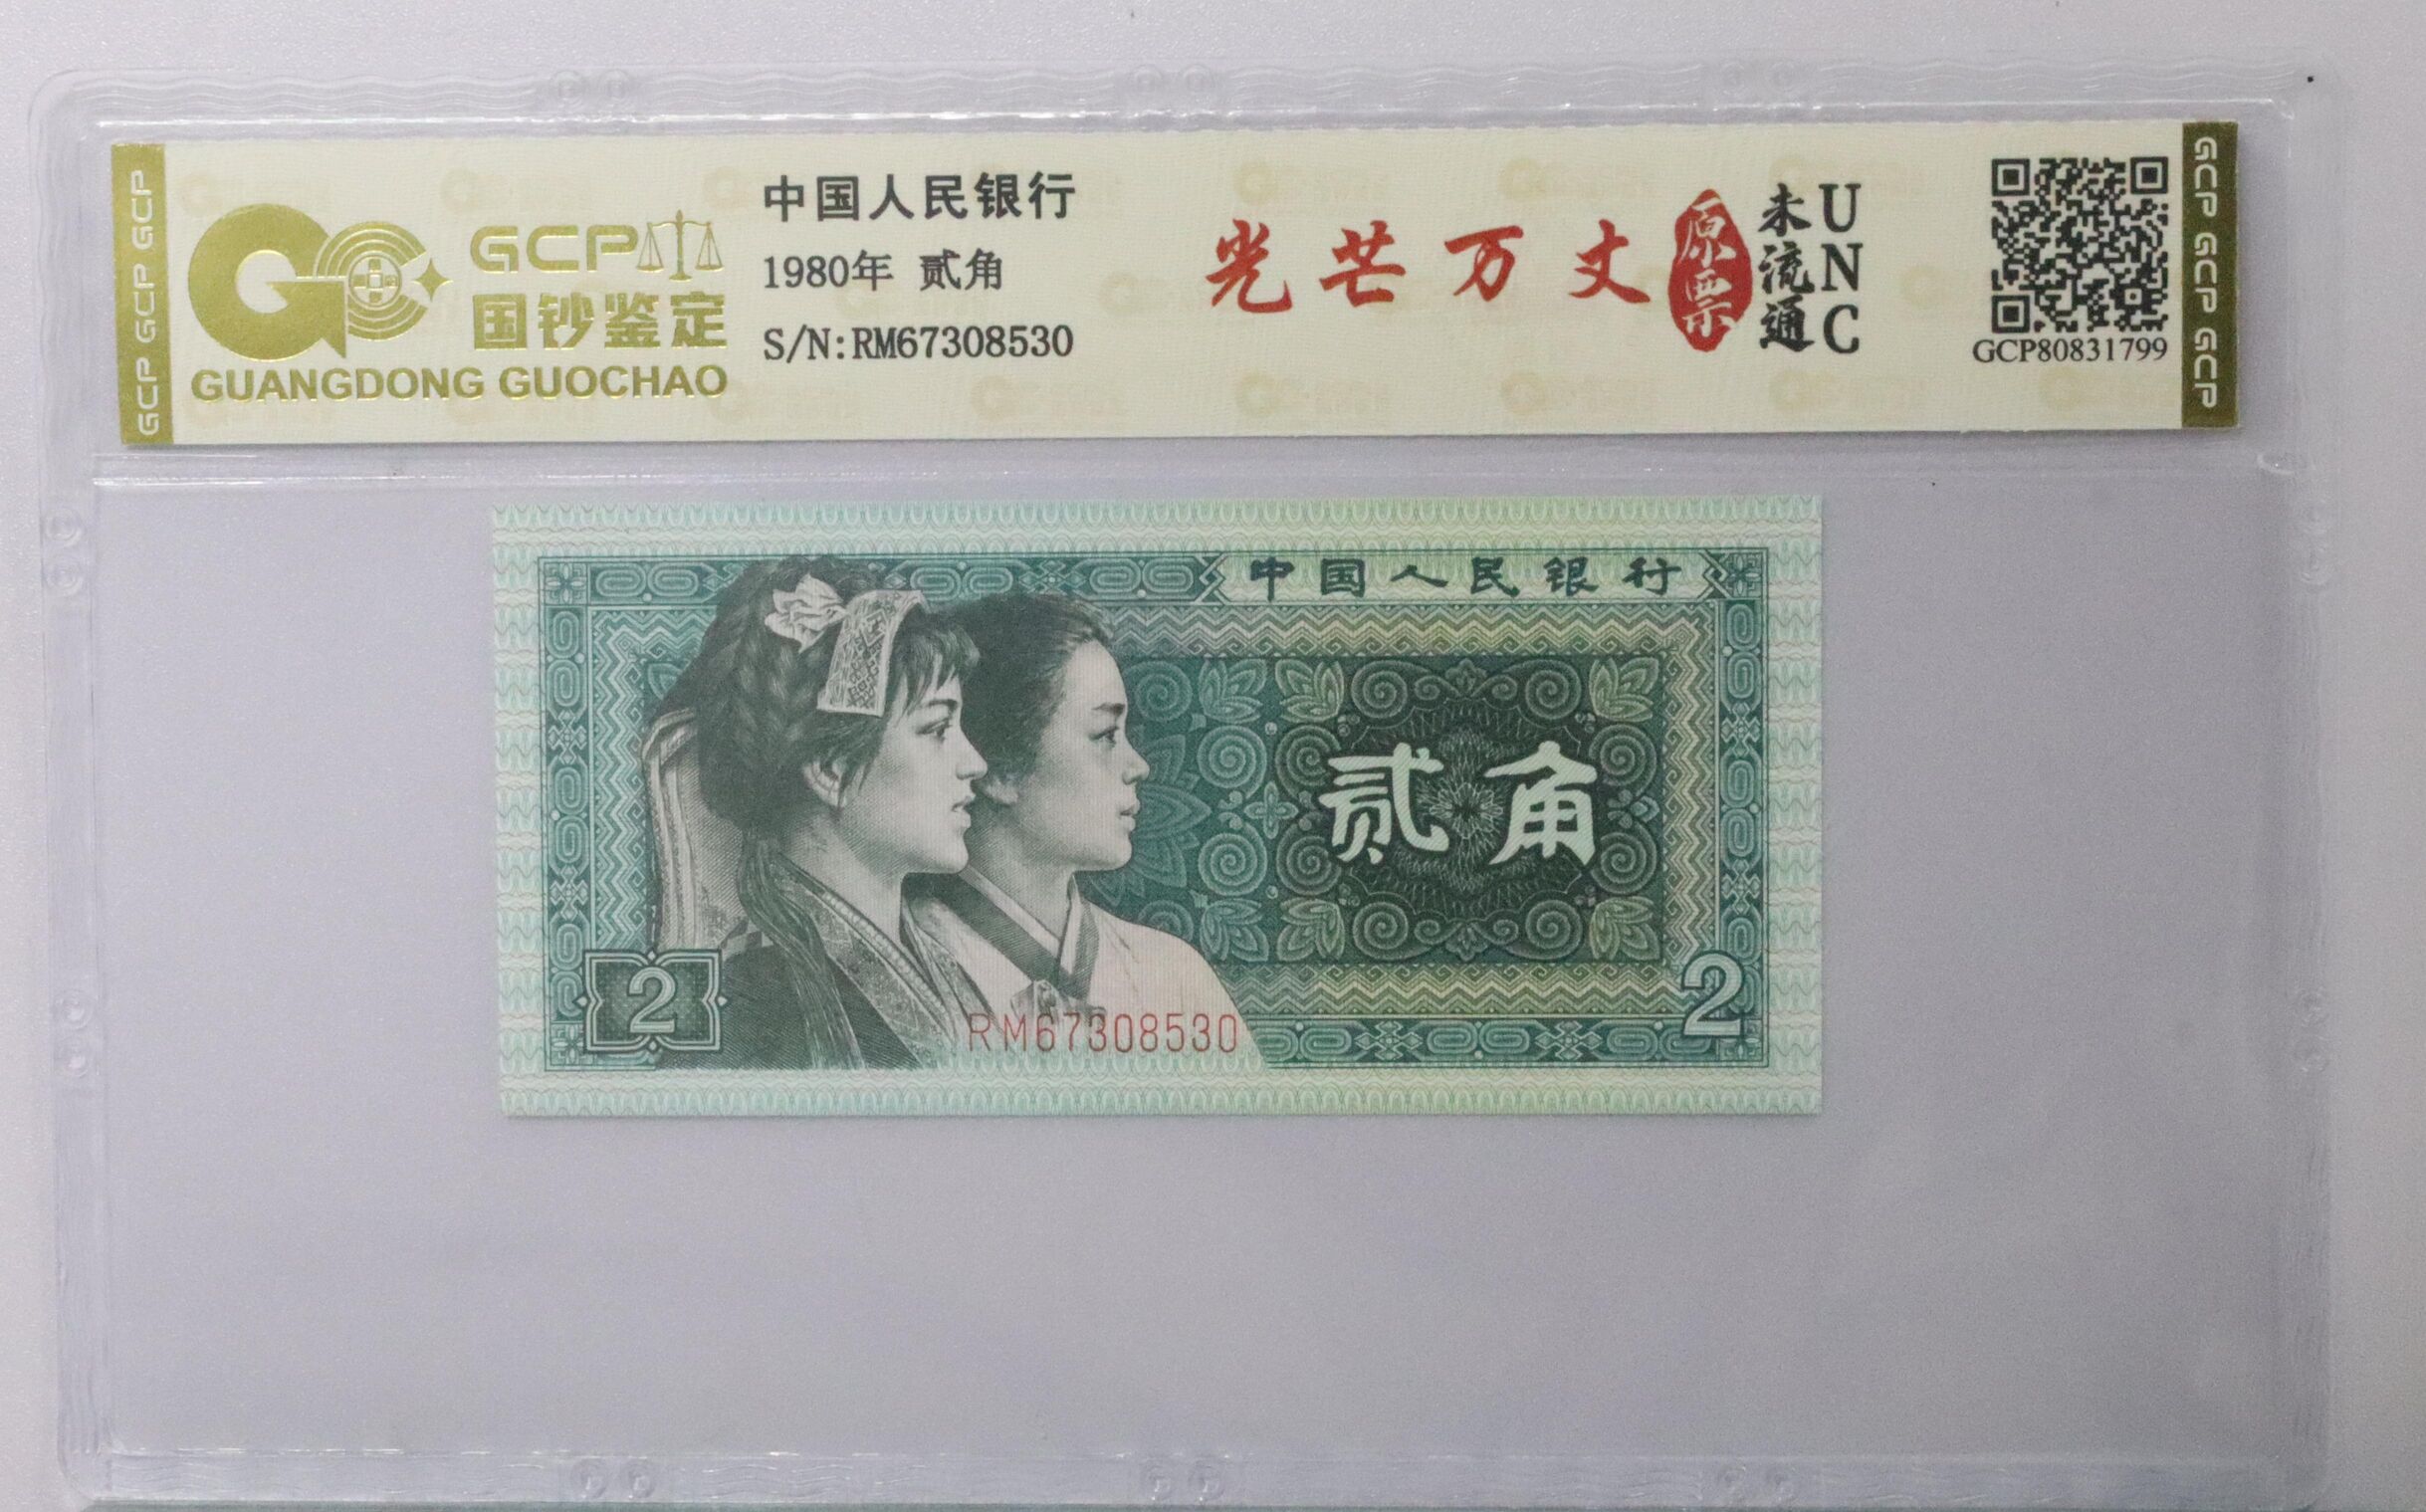 GCP GCP GCP
GCP
国钞鉴定
GUANGDONG GUOCHAO
中国人民银行
1980年 贰角
S/N:RM67308530
光芒万丈
原票
未流通
UNC
GCP80831799
GCP GCP GCP
中国人民银行
贰角
2
2
RM67308530